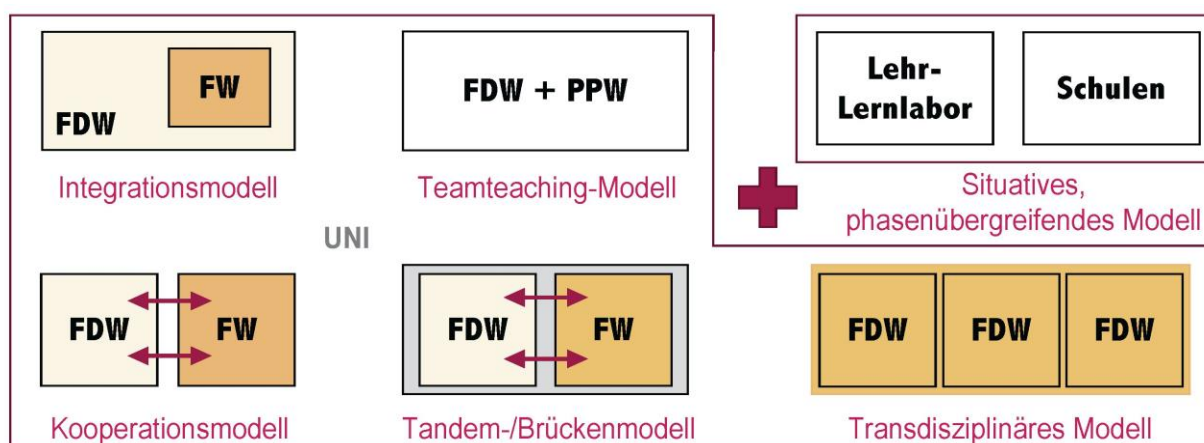 FW
FDW
Integrationsmodell
FDW + PPW
Teamteaching-Modell
Lehr-
Lernlabor
Schulen
Situatives,
phasenübergreifendes Modell
UNI
FDW
FW
Kooperationsmodell
FDW
FW
Tandem-/Brückenmodell
FDW
FDW
FDW
Transdisziplinäres Modell